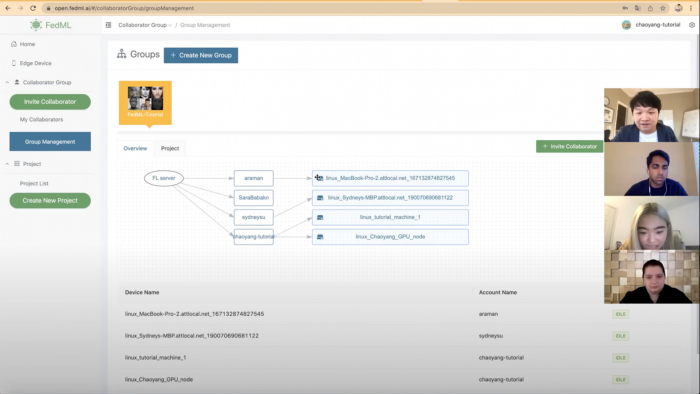 open.fedml.ai/#/collaboratorGroup/groupManagement
FedML
Collaborator Group / Group Management
chaoyang-tutorial
Home
Edge Device
Collaborator Group
Invite Collaborator
My Collaborators
Group Management
Project
Project List
Create New Project
Groups
+ Create New Group
FedML-Tutorial
Overview
Project
+ Invite Collaborator
FL server
araman
linux_MacBook-Pro-2.attlocal.net_167132874827545
SaraBabakn
linux_Sydneys-MBP.attlocal.net_190070690681122
sydneysu
linux_tutorial_machine_1
chaoyang-tutorial
linux_Chaoyang_GPU_node
Device Name
Account Name
linux_MacBook-Pro-2.attlocal.net_167132874827545
araman
IDLE
linux_Sydneys-MBP.attlocal.net_190070690681122
sydneysu
IDLE
linux_tutorial_machine_1
chaoyang-tutorial
IDLE
linux_Chaoyang_GPU_node
chaoyang-tutorial
IDLE